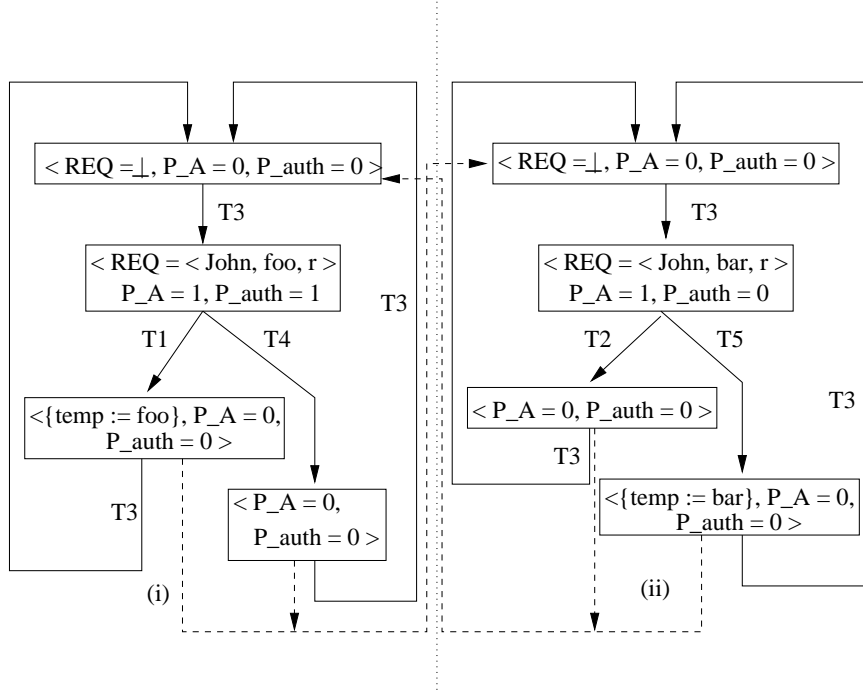 < REQ =⊥, P_A = 0, P_auth = 0 >
T3
< REQ = < John, foo, r >
P_A = 1, P_auth = 1
T3
T1
T4
<{temp := foo}, P_A = 0,
P_auth = 0 >
T3
< P_A = 0,
P_auth = 0 >
(i)
< REQ =⊥, P_A = 0, P_auth = 0 >
T3
< REQ = < John, bar, r >
P_A = 1, P_auth = 0
T2
T5
T3
< P_A = 0, P_auth = 0 >
T3
<{temp := bar}, P_A = 0,
P_auth = 0 >
(ii)